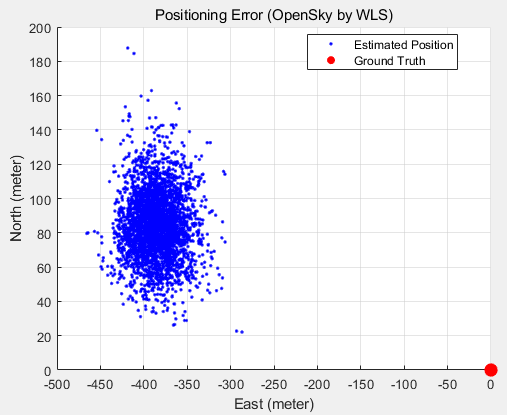 Positioning Error (OpenSky by WLS)
Estimated Position
Ground Truth
200
180
160
140
120
100
80
60
40
20
0
North (meter)
-500 -450 -400 -350 -300 -250 -200 -150 -100 -50 0
East (meter)